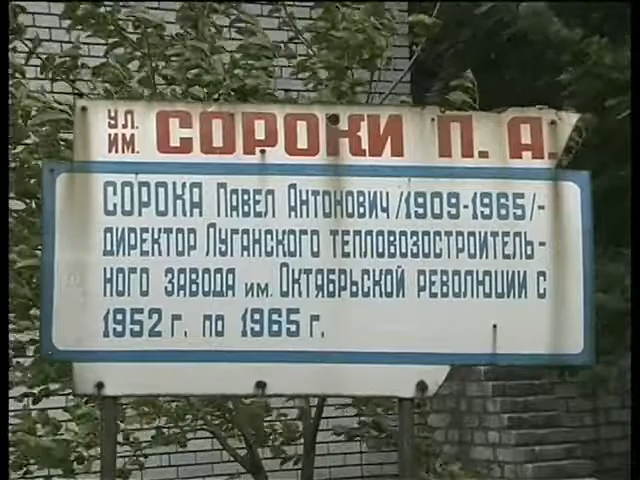 УЛ. ИМ. СОРОКИ П. А.
СОРОКА ПАВЕЛ АНТОНОВИЧ /1909-1965/-
ДИРЕКТОР ЛУГАНСКОГО ТЕПЛОВОЗОСТРОИТЕЛЬ-
НОГО ЗАВОДА ИМ. ОКТЯБРЬСКОЙ РЕВОЛЮЦИИ С
1952 Г. ПО 1965 Г.